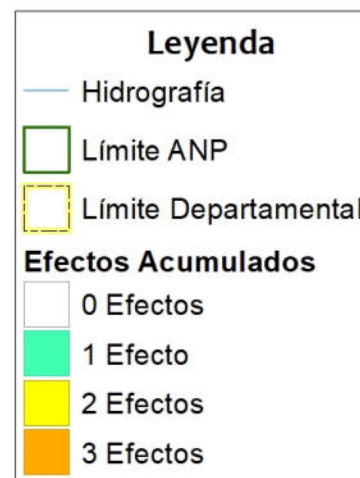 Leyenda
Hidrografía
Límite ANP
Límite Departamental
Efectos Acumulados
0 Efectos
1 Efecto
2 Efectos
3 Efectos